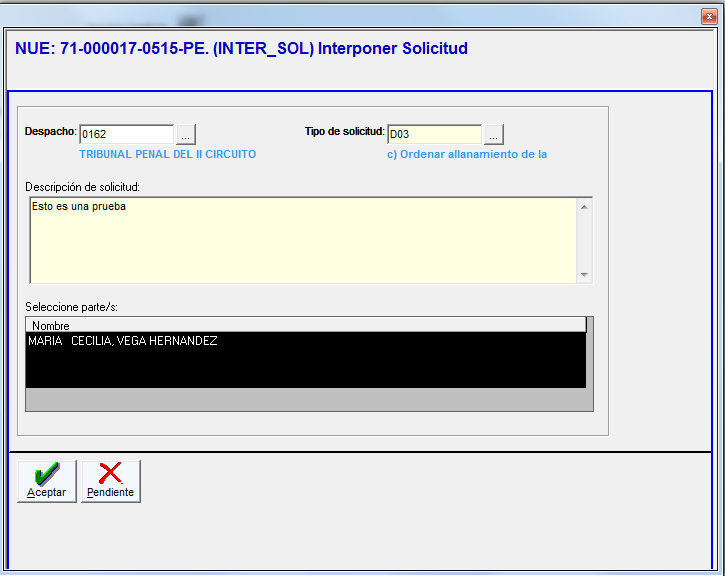 NUE: 71-000017-0515-PE. (INTER_SOL) Interponer Solicitud
Despacho: 0162 ... Tipo de solicitud: D03 ...
TRIBUNAL PENAL DEL II CIRCUITO c) Ordenar allanamiento de la
Descripción de solicitud:
Esto es una prueba
Seleccione parte/s:
Nombre
MARIA CECILIA, VEGA HERNANDEZ
Aceptar Pendiente